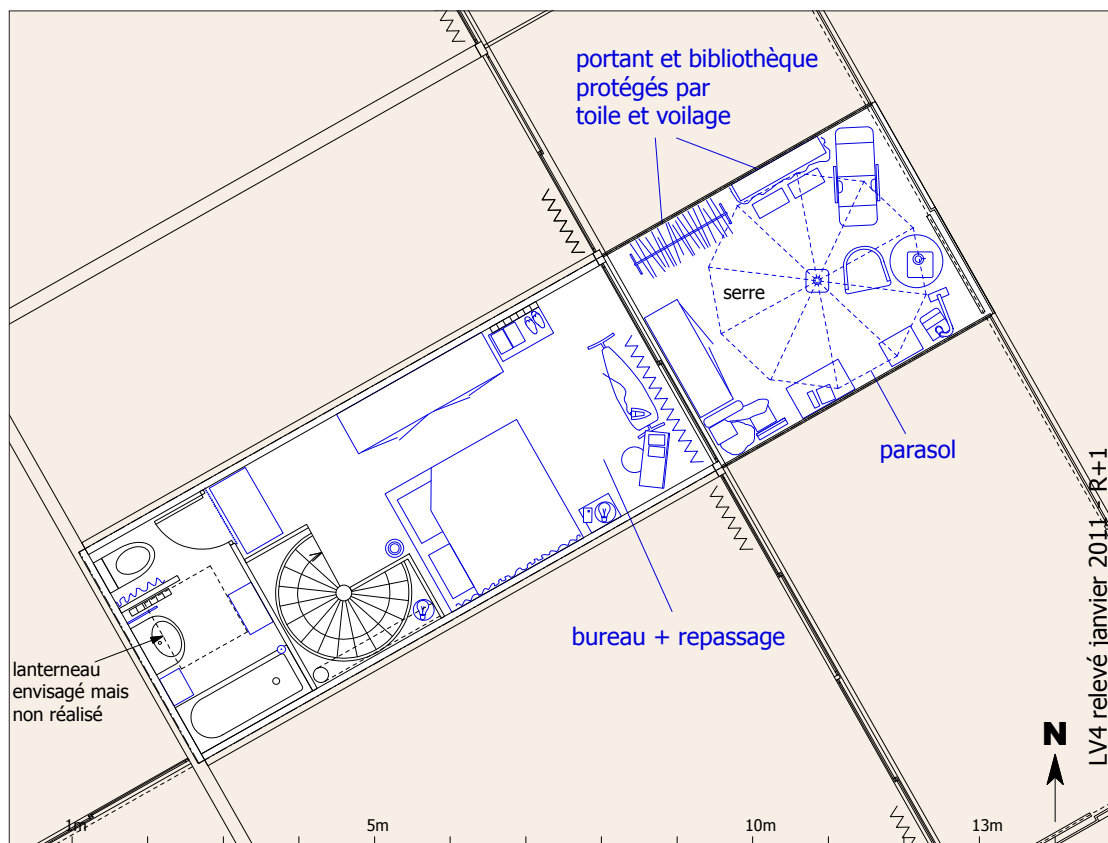 portant et bibliothèque
protégés par
toile et voilage
serre
parasol
bureau + repassage
lanterneau
envisagé mais
non réalisé
N
LV4 relevé janvier 2011 - R+1
1m
5m
10m
13m